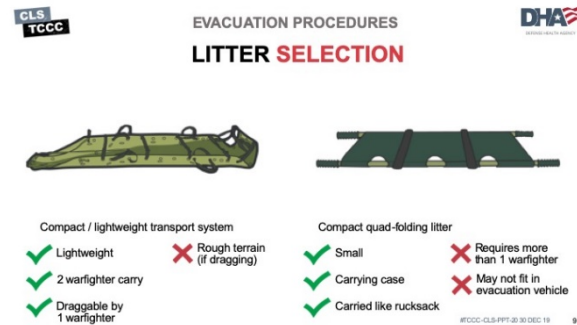 CLS
TCCC
EVACUATION PROCEDURES
DHA
DEFENSE HEALTH AGENCY
LITTER SELECTION
Compact / lightweight transport system
Lightweight
2 warfighter carry
Draggable by
1 warfighter
Rough terrain
(if dragging)
Compact quad-folding litter
Small
Carrying case
Carried like rucksack
Requires more
than 1 warfighter
May not fit in
evacuation vehicle
#TCCC-CLS-PPT-20 30 DEC 19
9